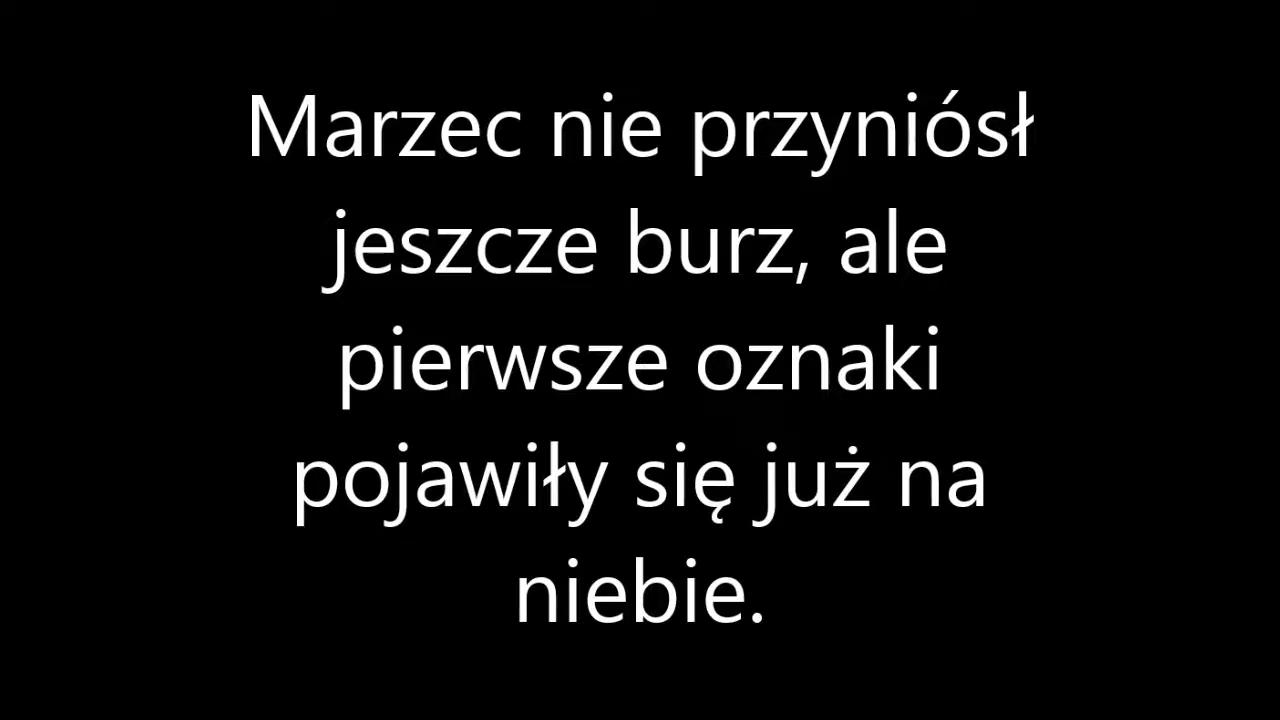 Marzec nie przyniósł
jeszcze burz, ale
pierwsze oznaki
pojawiły się już na
niebie.